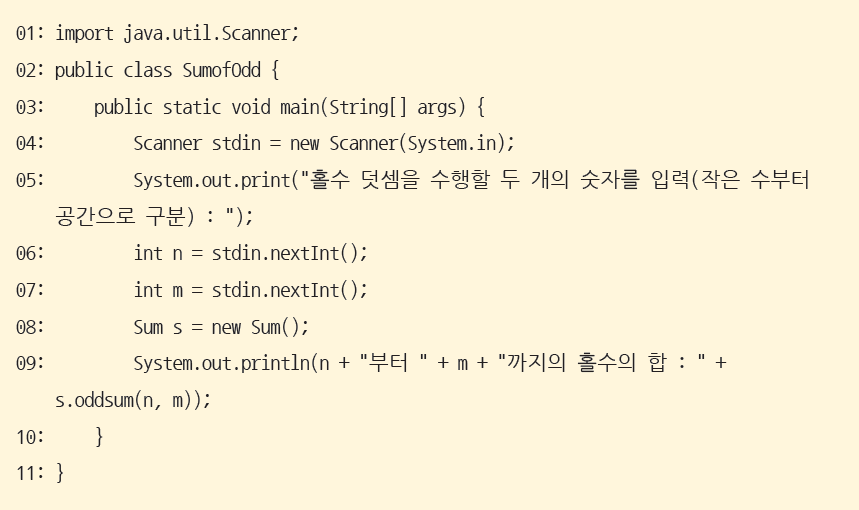 01: import java.util.Scanner;
02: public class SumofOdd {
03:     public static void main(String[] args) {
04:         Scanner stdin = new Scanner(System.in);
05:         System.out.print("홀수 덧셈을 수행할 두 개의 숫자를 입력(작은 수부터
공간으로 구분) : ");
06:         int n = stdin.nextInt();
07:         int m = stdin.nextInt();
08:         Sum s = new Sum();
09:         System.out.println(n + "부터 " + m + "까지의 홀수의 합 : " +
s.oddsum(n, m));
10:     }
11: }